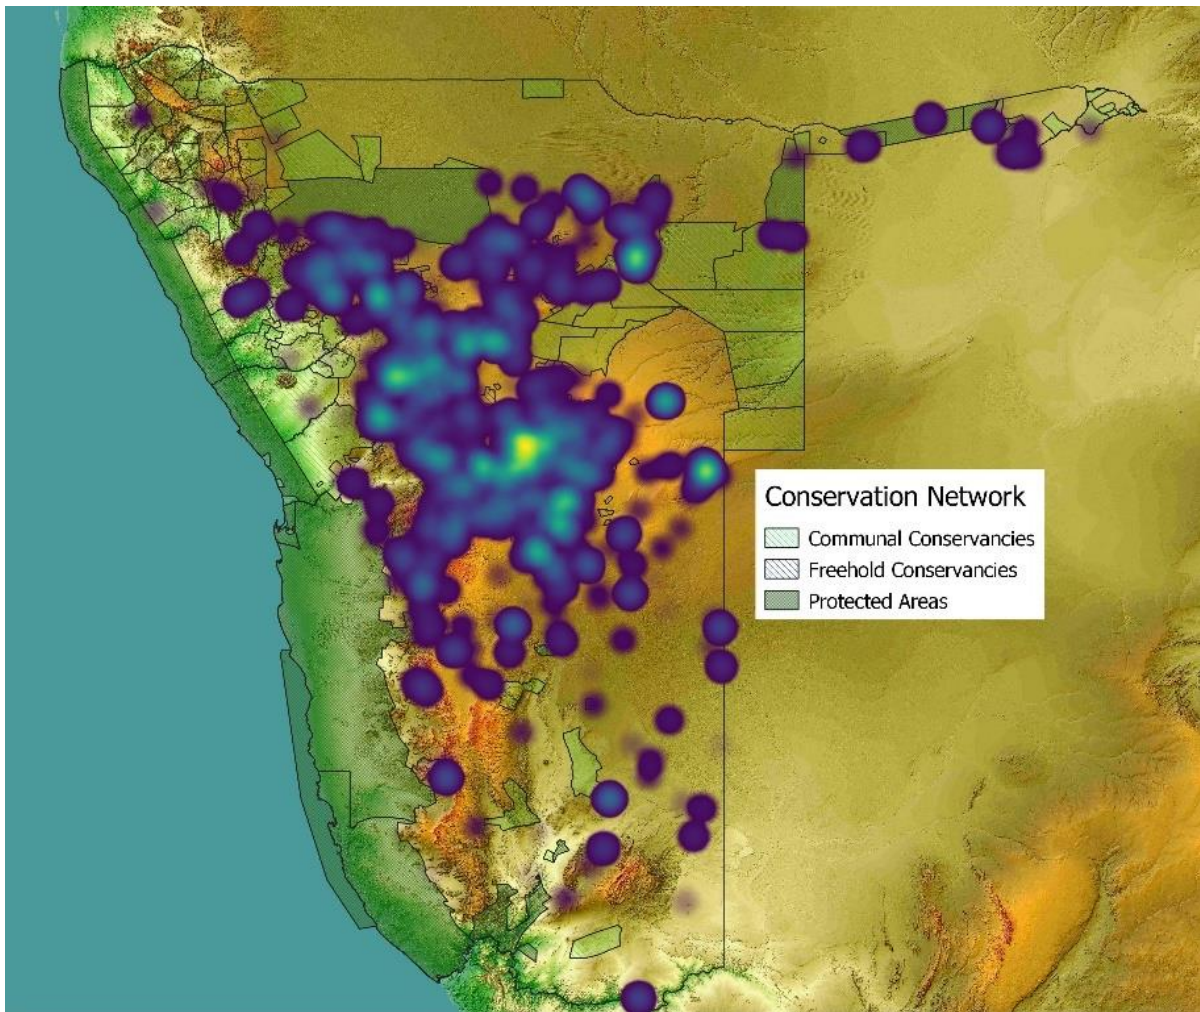 Conservation Network
Communal Conservancies
Freehold Conservancies
Protected Areas